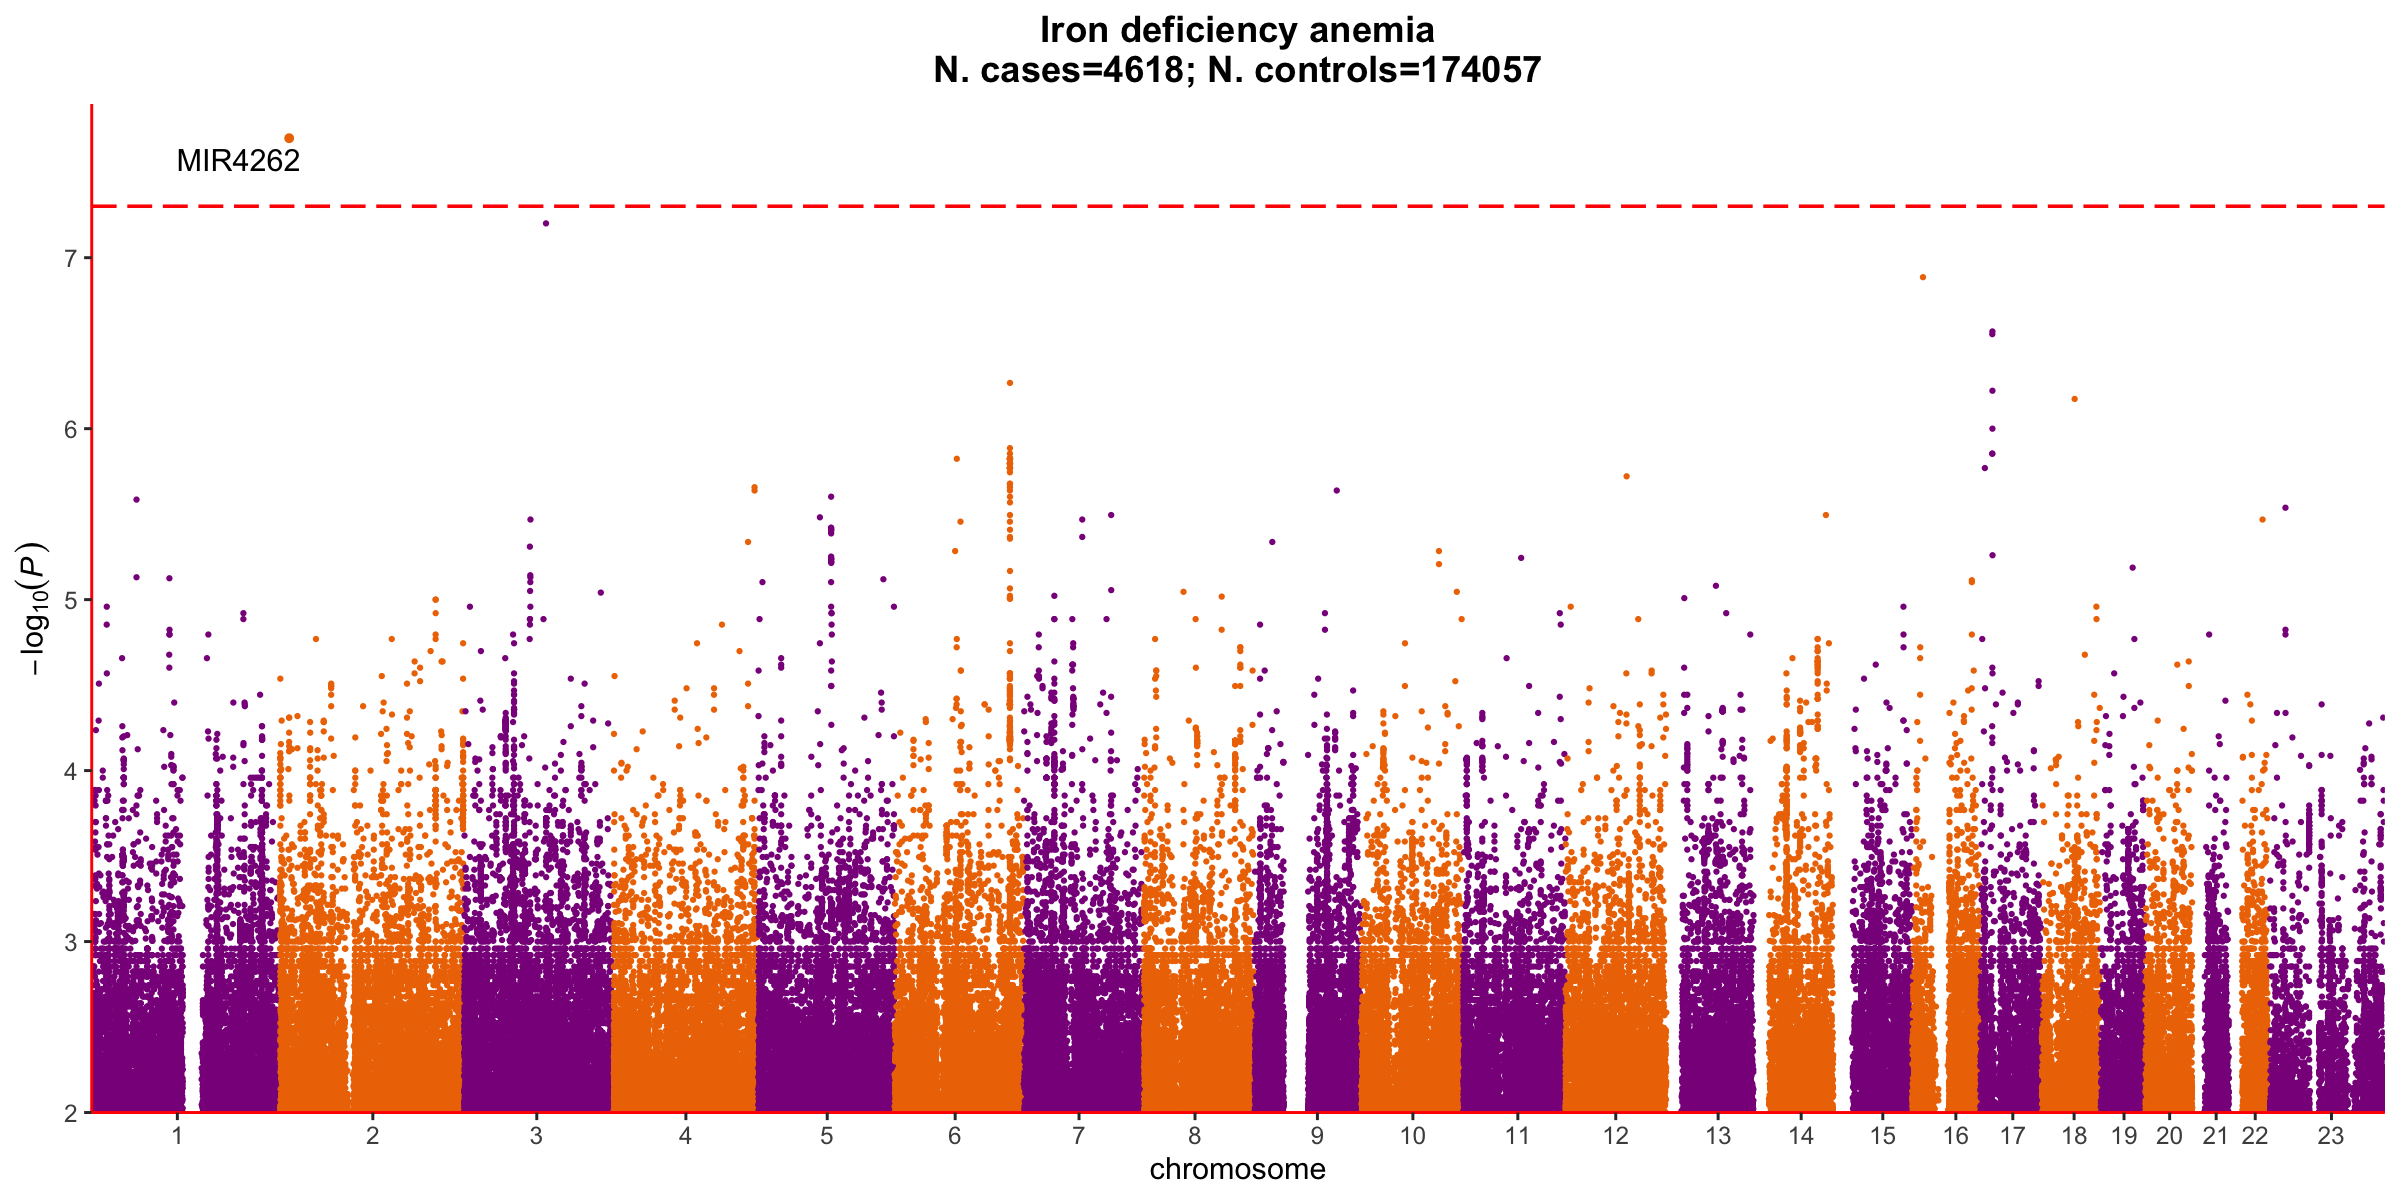 Iron deficiency anemia
N. cases=4618; N. controls=174057
MIR4262
7
6
5
4
3
2
−log10(P)
1 2 3 4 5 6 7 8 9 10 11 12 13 14 15 16 17 18 19 20 21 22 23
chromosome